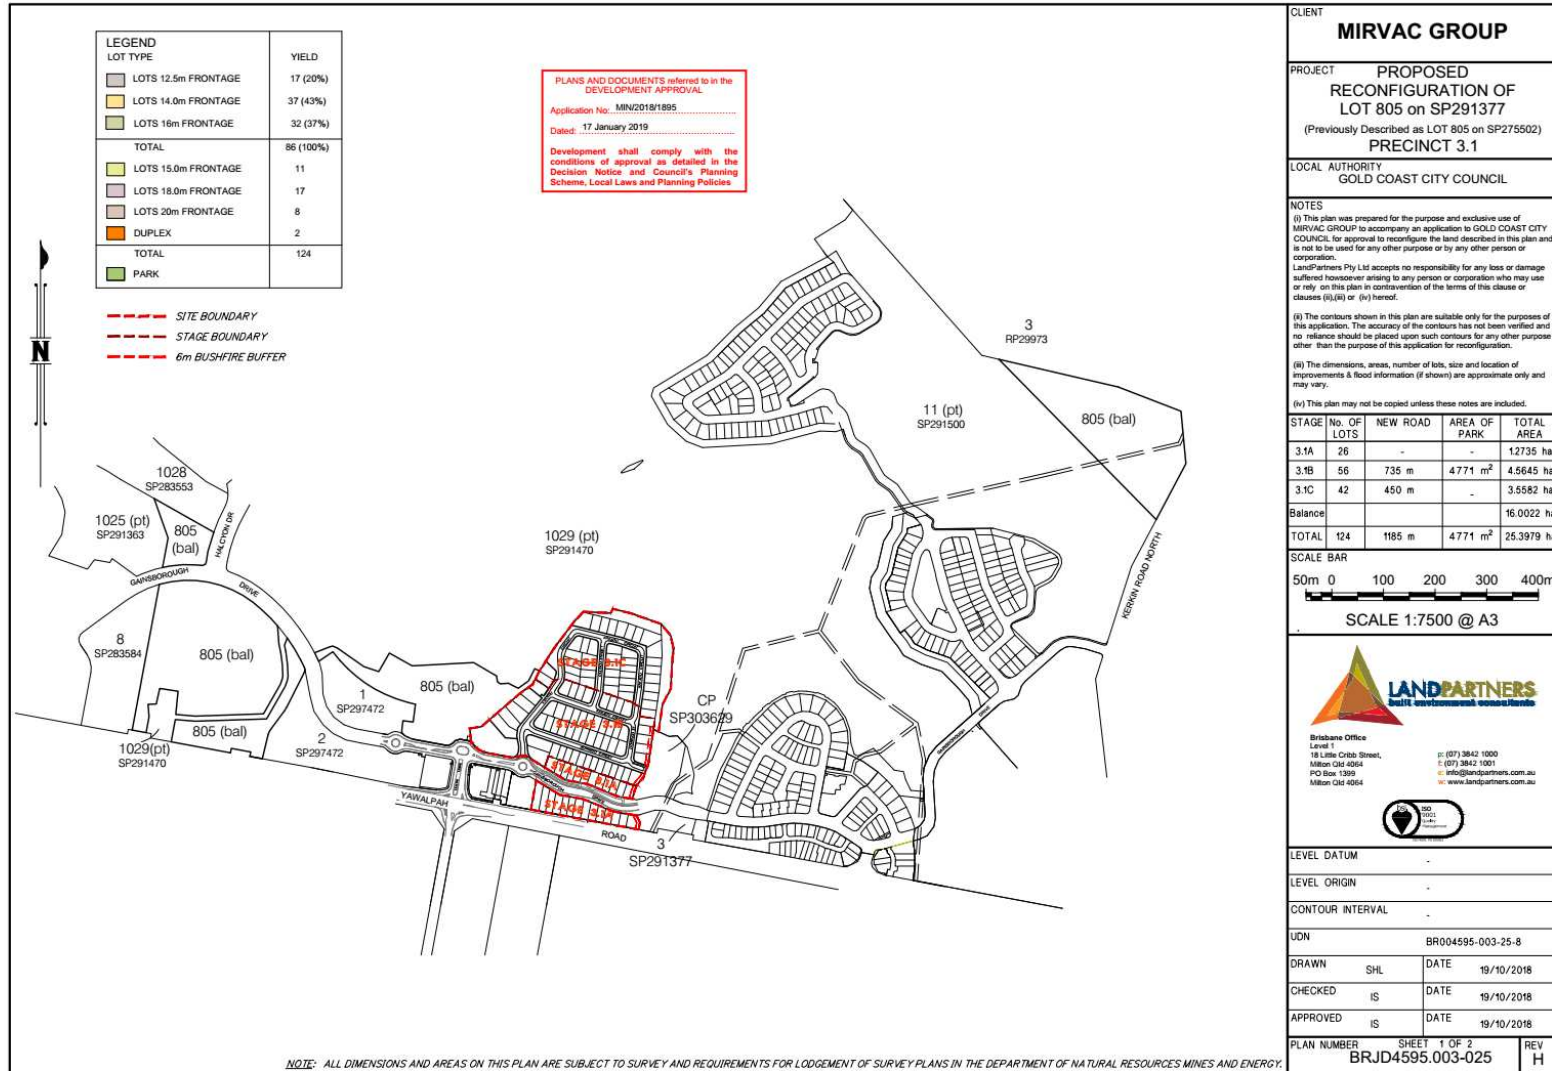 LEGEND
LOT TYPE YIELD
LOTS 12.5m FRONTAGE 17 (20%)
LOTS 14.0m FRONTAGE 37 (43%)
LOTS 16m FRONTAGE 32 (37%)
TOTAL 86 (100%)
LOTS 15.0m FRONTAGE 11
LOTS 18.0m FRONTAGE 17
LOTS 20m FRONTAGE 8
DUPLEX 2
TOTAL 124
PARK
SITE BOUNDARY
STAGE BOUNDARY
6m BUSHFIRE BUFFER
N
PLANS AND DOCUMENTS referred to in the
DEVELOPMENT APPROVAL
Application No: MIN/2018/1895
Dated: 17 January 2019
Development shall comply with the
conditions of approval as detailed in the
Decision Notice and Council's Planning
Scheme, Local Laws and Planning Policies
3
RP29973
11 (pt)
SP291500
805 (bal)
1028
SP283553
1025 (pt)
SP291363
805
(bal)
HALCYON DR
GAINSBOROUGH
DRIVE
1029 (pt)
SP291470
KERKIN ROAD NORTH
8
SP283584
805 (bal)
1
SP297472
805 (bal)
STAGE 3.1C
CP
SP303629
STAGE 3.1B
805 (bal)
1029(pt)
SP291470
2
SP297472
STAGE 3.1A
YAWALPAH
STAGE 3.1A
ROAD
3
SP291377
GAINSBOROUGH DRIVE
NOTE: ALL DIMENSIONS AND AREAS ON THIS PLAN ARE SUBJECT TO SURVEY AND REQUIREMENTS FOR LODGEMENT OF SURVEY PLANS IN THE DEPARTMENT OF NATURAL RESOURCES MINES AND ENERGY.
CLIENT
MIRVAC GROUP
PROJECT PROPOSED
RECONFIGURATION OF
LOT 805 on SP291377
(Previously Described as LOT 805 on SP275502)
PRECINCT 3.1
LOCAL AUTHORITY
GOLD COAST CITY COUNCIL
NOTES
(i) This plan was prepared for the purpose and exclusive use of
MIRVAC GROUP to accompany an application to GOLD COAST CITY
COUNCIL for approval to reconfigure the land described in this plan and
is not to be used for any other purpose or by any other person or
corporation.
LandPartners Pty Ltd accepts no responsibility for any loss or damage
suffered howsoever arising to any person or corporation who may use
or rely on this plan in contravention of the terms of this clause or
clauses (ii),(iii) or (iv) hereof.
(ii) The contours shown in this plan are suitable only for the purposes of
this application. The accuracy of the contours has not been verified and
no reliance should be placed upon such contours for any other purpose
other than the purpose of this application for reconfiguration.
(iii) The dimensions, areas, number of lots, size and location of
improvements & flood information (if shown) are approximate only and
may vary.
(iv) This plan may not be copied unless these notes are included.
STAGE No. OF LOTS NEW ROAD AREA OF PARK TOTAL AREA
3.1A 26 - - 1.2735 ha
3.1B 56 735 m 4771 m² 4.5645 ha
3.1C 42 450 m - 3.5582 ha
Balance 16.0022 ha
TOTAL 124 1185 m 4771 m² 25.3979 h
SCALE BAR
50m 0 100 200 300 400m
SCALE 1:7500 @ A3
LANDPARTNERS
built environment consultants
Brisbane Office
Level 1
18 Little Cribb Street,
Milton Qld 4064
PO Box 1399
Milton Qld 4064
p: (07) 3842 1000
f: (07) 3842 1001
e: info@landpartners.com.au
w: www.landpartners.com.au
bsi
ISO
9001
Quality
Management
LEVEL DATUM -
LEVEL ORIGIN -
CONTOUR INTERVAL -
UDN BR004595-003-25-8
DRAWN SHL DATE 19/10/2018
CHECKED IS DATE 19/10/2018
APPROVED IS DATE 19/10/2018
PLAN NUMBER SHEET 1 OF 2 REV
BRJD4595.003-025 H